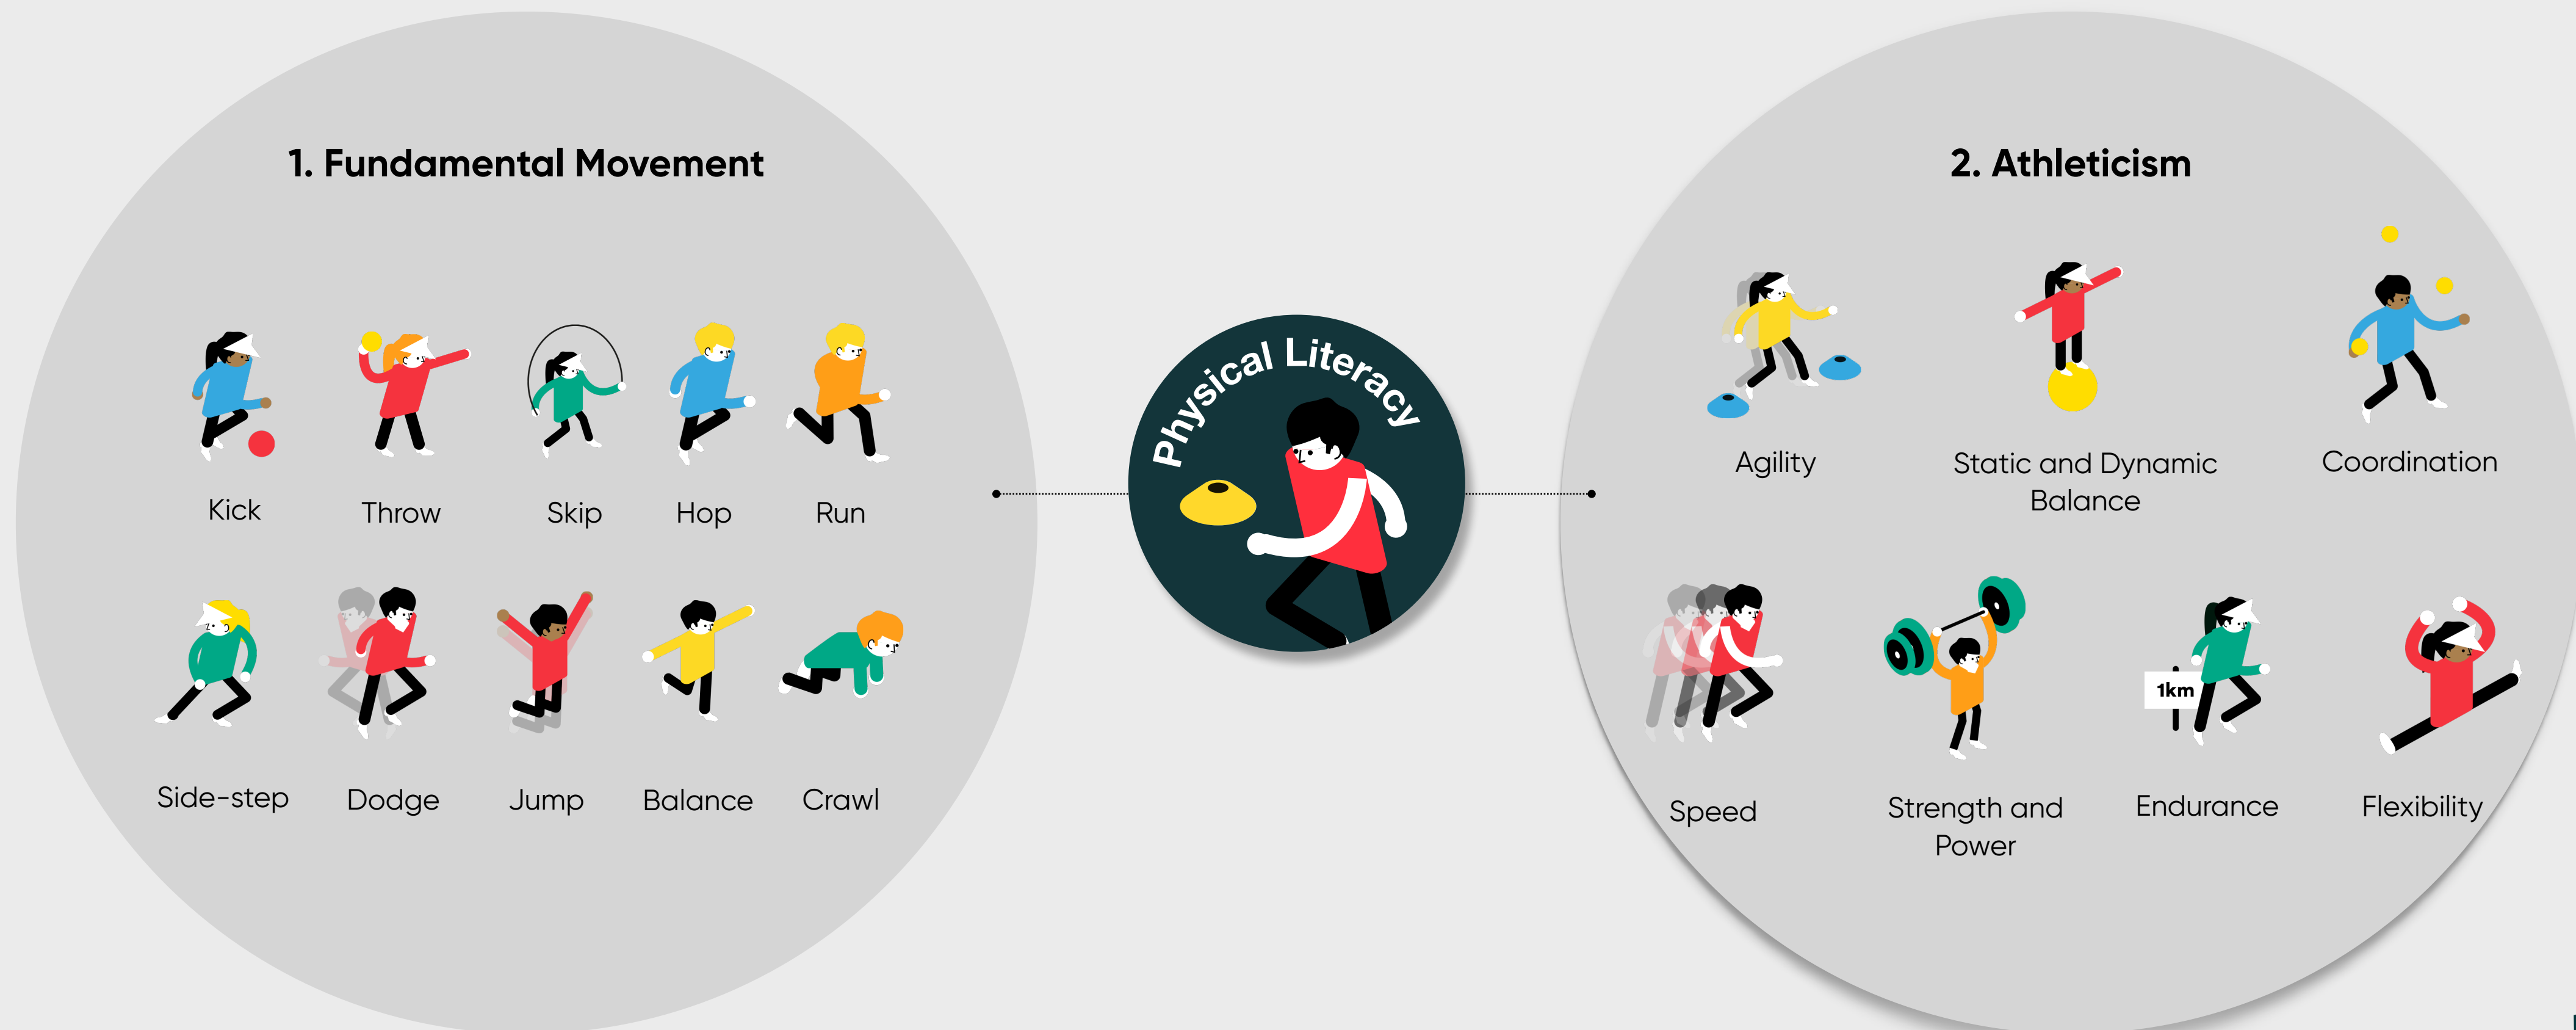 1. Fundamental Movement
Kick
Throw
Skip
Hop
Run
Side-step
Dodge
Jump
Balance
Crawl
Physical Literacy
2. Athleticism
Agility
Static and Dynamic
Balance
Coordination
Speed
Strength and
Power
1km
Endurance
Flexibility